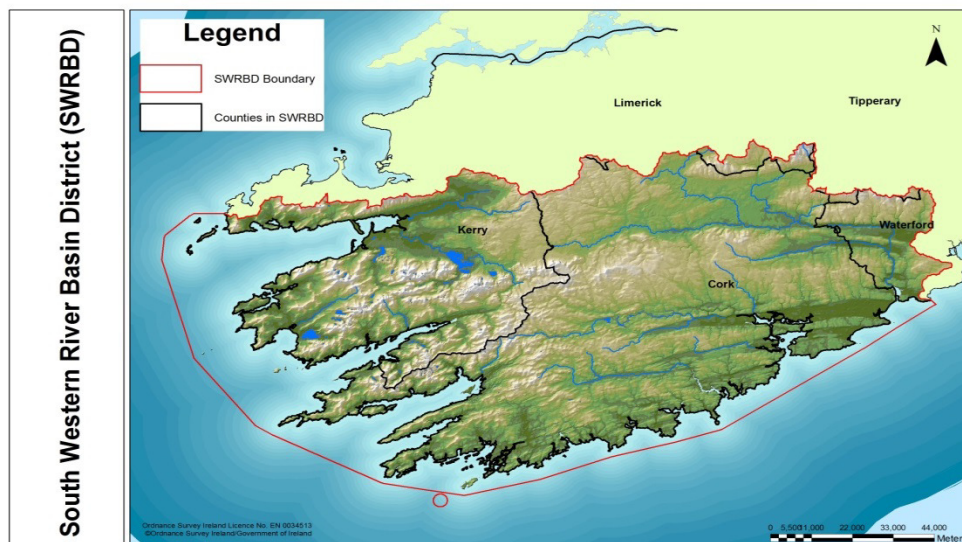 South Western River Basin District (SWRBD)
Legend
SWRBD Boundary
Counties in SWRBD
N
Limerick
Tipperary
Kerry
Waterford
Cork
Ordnance Survey Ireland Licence No. EN 0034513
©Ordnance Survey Ireland/Government of Ireland
0 5,500 11,000 22,000 33,000 44,000
Meters